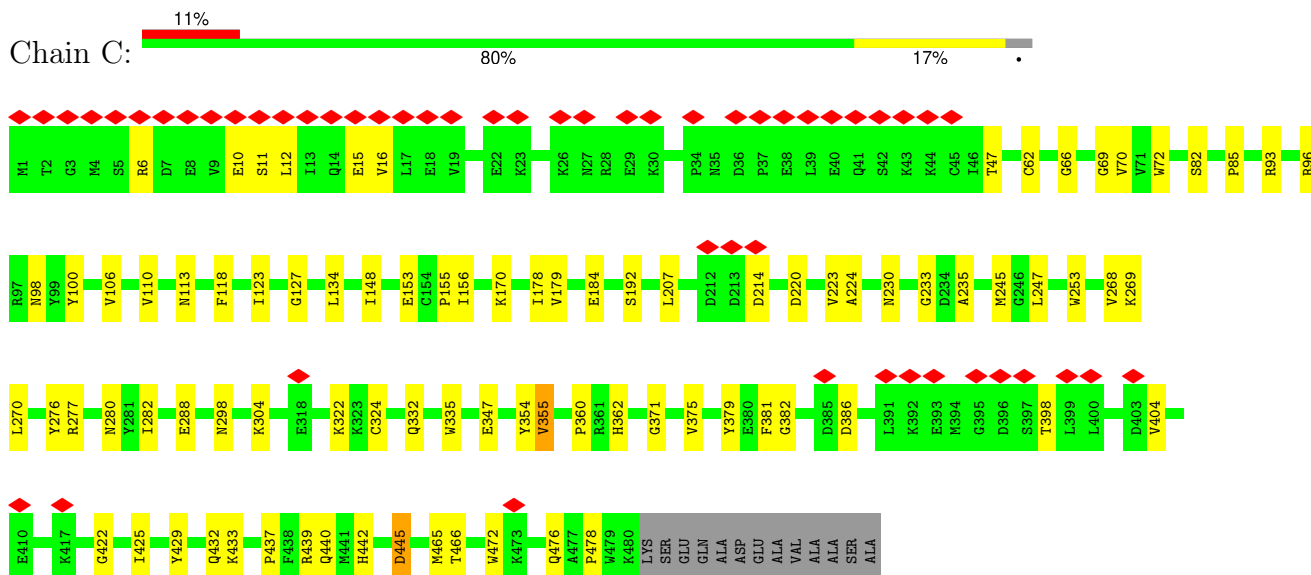 11%
Chain C:
80% 17% •
M1 T2 G3 M4 S5 R6 D7 E8 V9 E10 S11 L12 I13 Q14 E15 V16 L17 E18 V19 E22 K23 K26 N27 R28 E29 K30 P34 N35 D36 P37 E38 L39 E40 Q41 S42 K43 K44 C45 I46 T47 C62 G66 G69 V70 V71 W72 S82 P85 R93 R96
R97 N98 Y99 Y100 V106 V110 N113 F118 I123 G127 L134 I148 E153 C154 P155 I156 K170 I178 V179 E184 S192 L207 D212 D213 D214 D220 V223 A224 N230 G233 D234 A235 M245 G246 L247 W253 V268 K269
L270 Y276 R277 N280 Y281 I282 E288 N298 K304 E318 K322 K323 C324 Q332 W335 E347 Y354 V355 P360 R361 H362 G371 V375 Y379 E380 F381 G382 D385 D386 L391 K392 E393 M394 G395 D396 S397 T398 L399 L400 D403 V404
E410 K417 G422 I425 Y429 Q432 K433 P437 F438 R439 Q440 M441 H442 D445 M465 T466 W472 K473 Q476 A477 P478 W479 K480 LYS SER GLU GLN ALA ASP GLU ALA VAL ALA ALA SER ALA